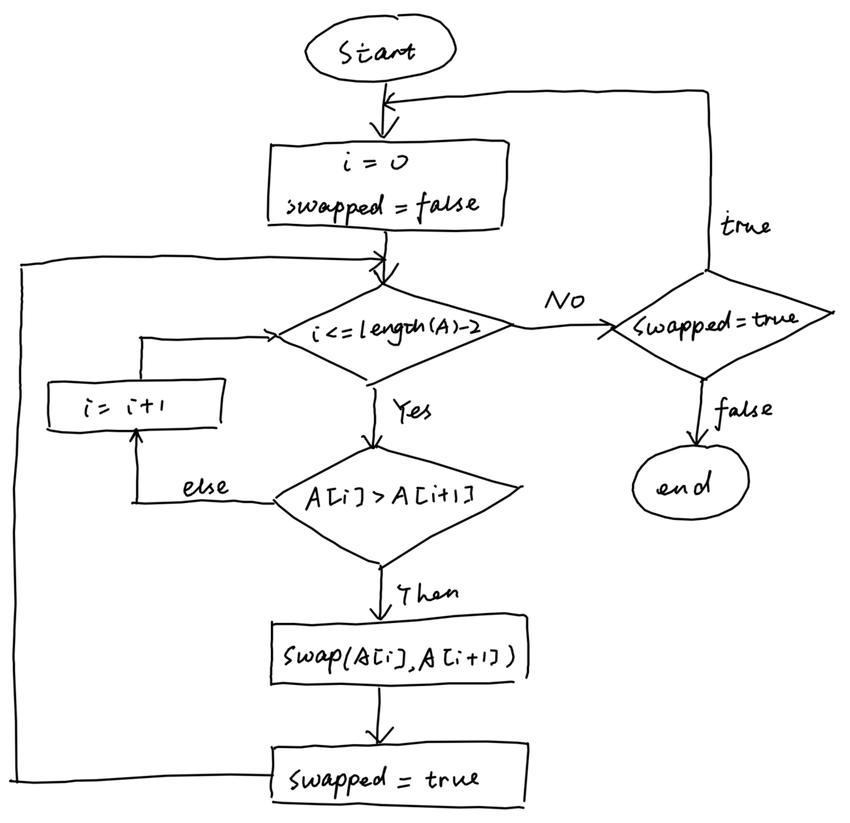 Start
i = 0
swapped = false
true
i <= length(A)-2
No
swapped = true
i = i+1
Yes
false
else
A[i] > A[i+1]
end
Then
swap(A[i], A[i+1])
swapped = true